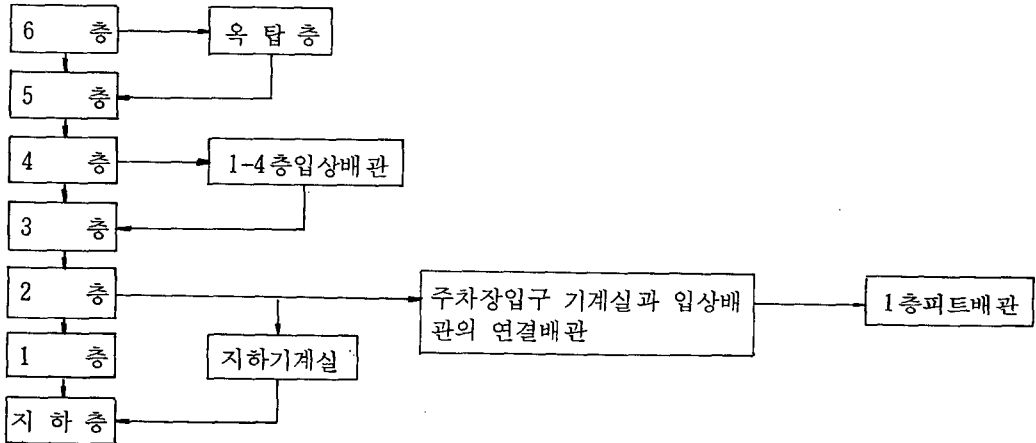 6 층
옥 탑 층
5 층
4 층
1-4층입상배관
3 층
2 층
주차장입구 기계실과 입상배
관의 연결배관
1층피트배관
1 층
지하기계실
지 하 층